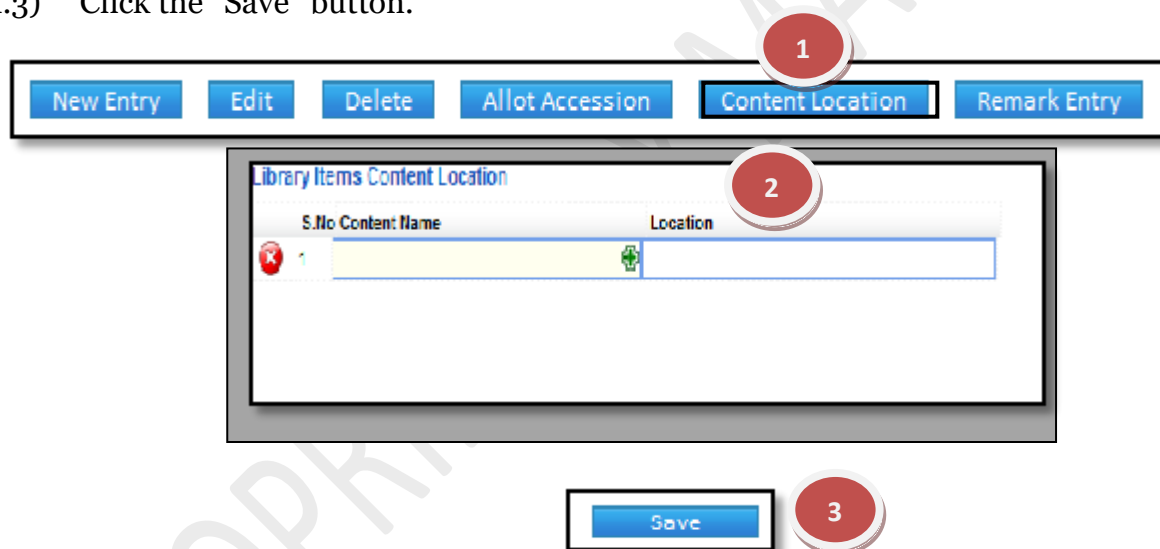 .3) Click the "Save" button.
1
New Entry Edit Delete Allot Accession Content Location Remark Entry
Library Items Content Location
2
S.No Content Name Location
1
Save
3